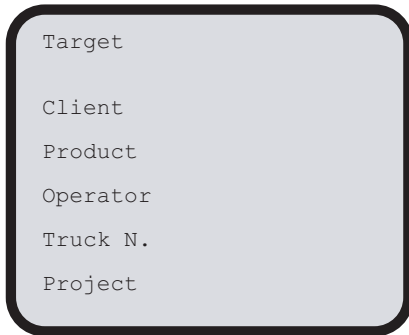 Target
Client
Product
Operator
Truck N.
Project